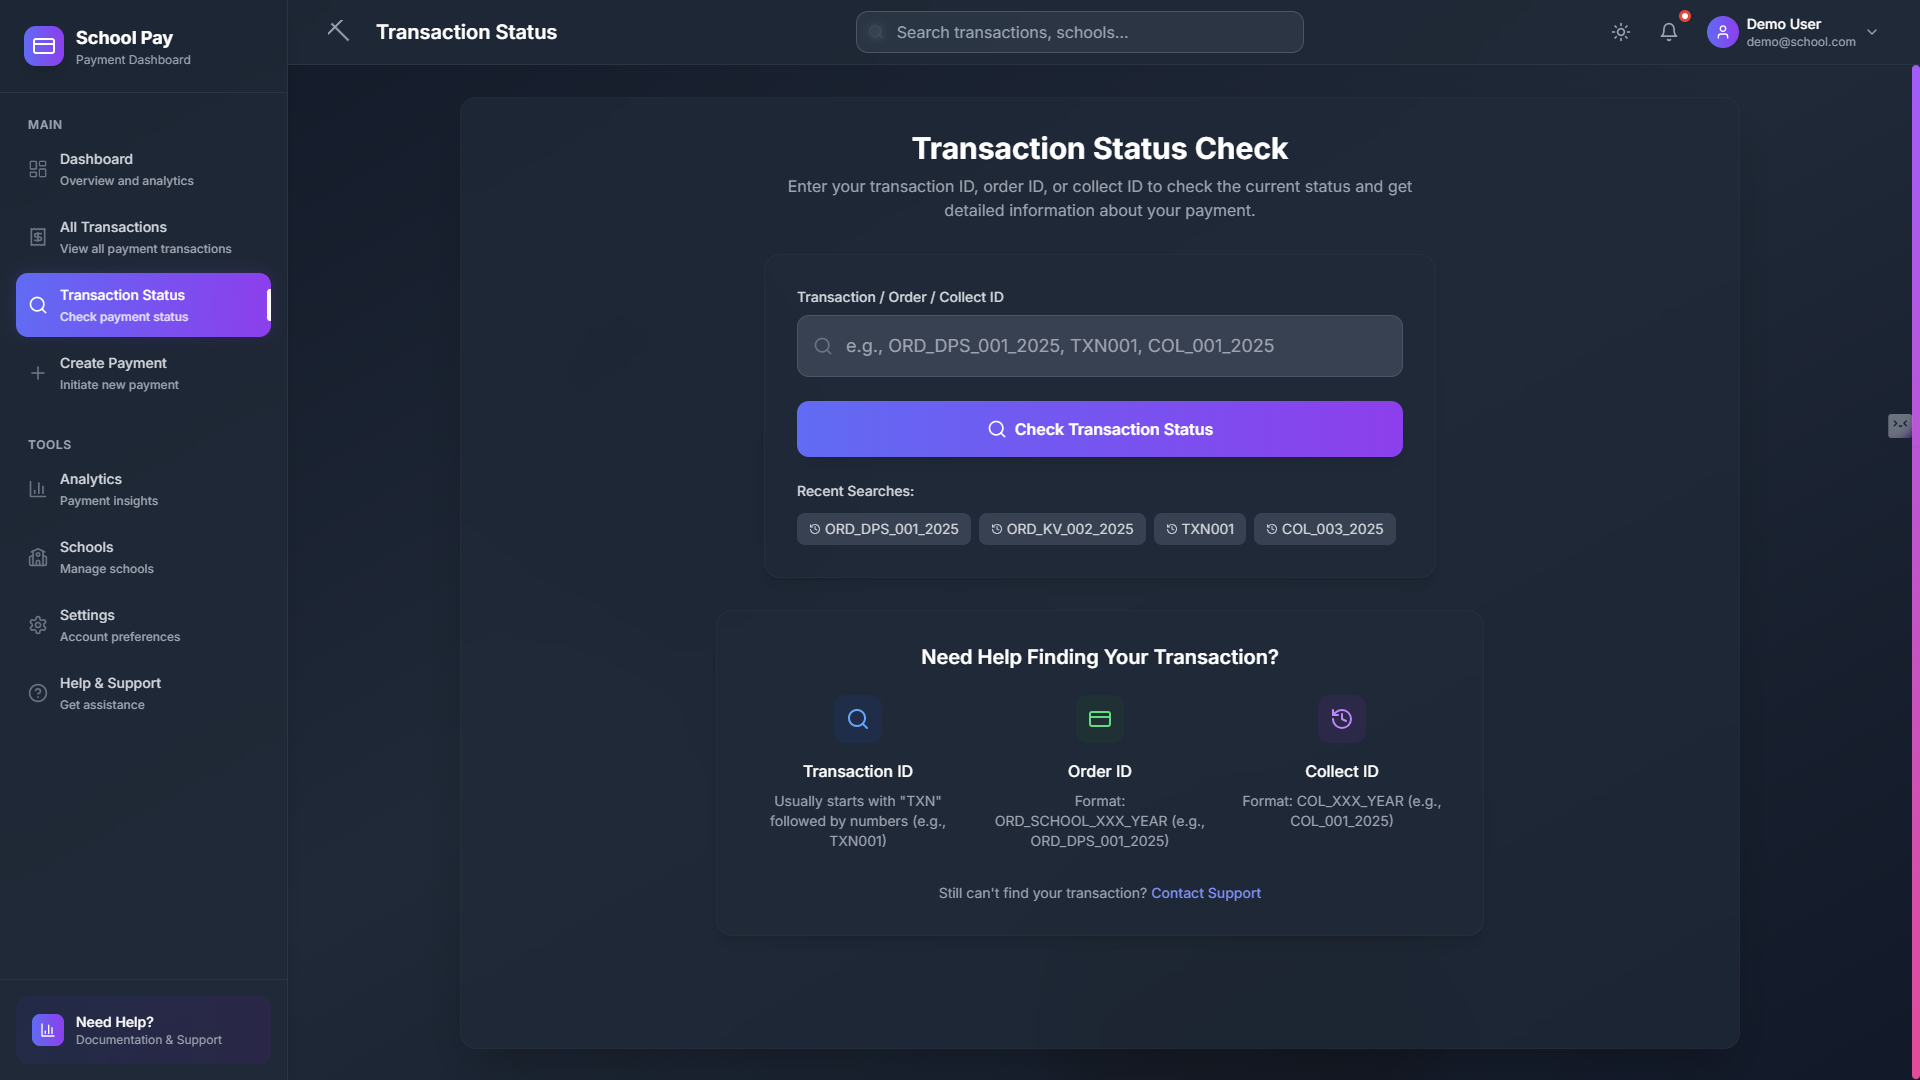 School Pay
Payment Dashboard
MAIN
Dashboard
Overview and analytics
All Transactions
View all payment transactions
Transaction Status
Check payment status
Create Payment
Initiate new payment
TOOLS
Analytics
Payment insights
Schools
Manage schools
Settings
Account preferences
Help & Support
Get assistance
Need Help?
Documentation & Support
Transaction Status
Search transactions, schools...
Demo User
demo@school.com
Transaction Status Check
Enter your transaction ID, order ID, or collect ID to check the current status and get
detailed information about your payment.
Transaction / Order / Collect ID
e.g., ORD_DPS_001_2025, TXN001, COL_001_2025
Check Transaction Status
Recent Searches:
ORD_DPS_001_2025
ORD_KV_002_2025
TXN001
COL_003_2025
Need Help Finding Your Transaction?
Transaction ID
Usually starts with "TXN"
followed by numbers (e.g.,
TXN001)
Order ID
Format:
ORD_SCHOOL_XXX_YEAR (e.g.,
ORD_DPS_001_2025)
Collect ID
Format: COL_XXX_YEAR (e.g.,
COL_001_2025)
Still can't find your transaction? Contact Support